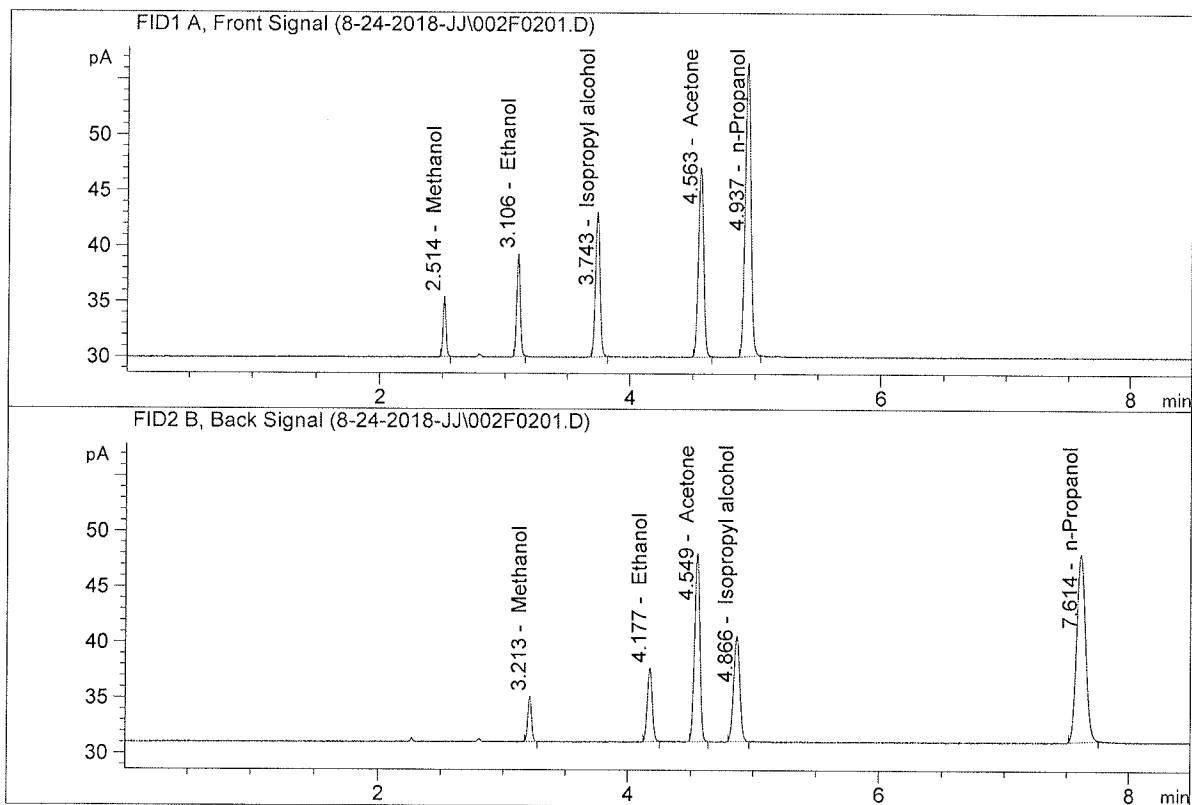 FID1 A, Front Signal (8-24-2018-JJ\002F0201.D)
pA
50
45
40
35
30
2.514 - Methanol
3.106 - Ethanol
3.743 - Isopropyl alcohol
4.563 - Acetone
4.937 - n-Propanol
2
4
6
8
min
FID2 B, Back Signal (8-24-2018-JJ\002F0201.D)
pA
50
45
40
35
30
3.213 - Methanol
4.177 - Ethanol
4.549 - Acetone
4.866 - Isopropyl alcohol
7.614 - n-Propanol
2
4
6
8
min